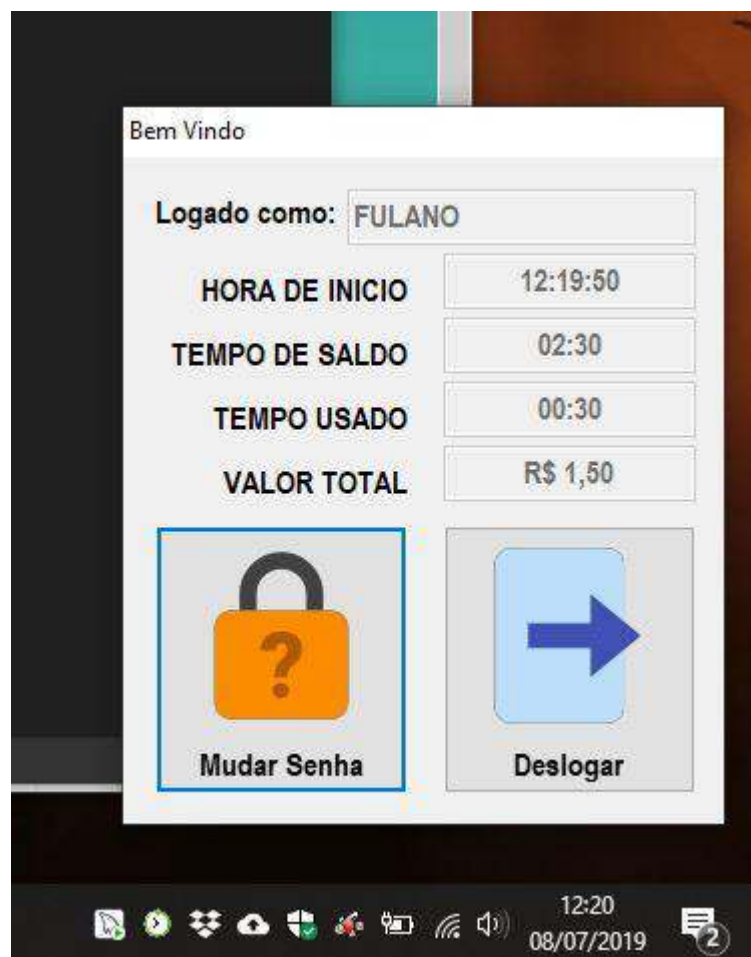 Bem Vindo
Logado como: FULANO
HORA DE INICIO 12:19:50
TEMPO DE SALDO 02:30
TEMPO USADO 00:30
VALOR TOTAL R$ 1,50
?
Mudar Senha Deslogar
12:20
08/07/2019 2